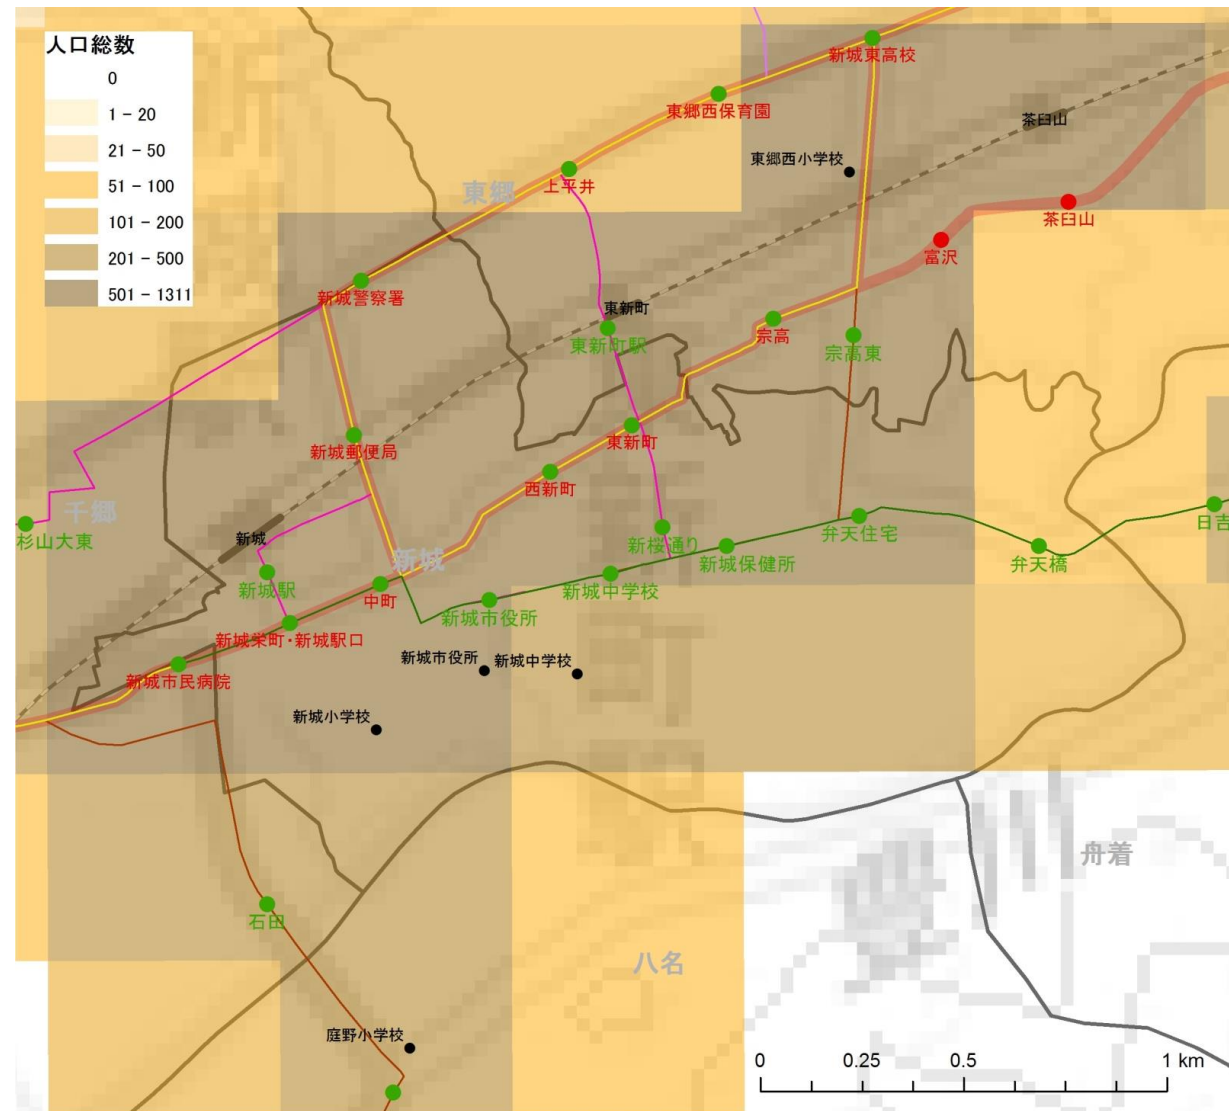 人口総数
0
1 - 20
21 - 50
51 - 100
101 - 200
201 - 500
501 - 1311
新城東高校
東郷西保育園
茶臼山
東郷西小学校
上平井
東郷
茶臼山
富沢
新城警察署
東新町
東新町駅
宗高
宗高東
東新町
新城郵便局
西新町
千郷
杉山大東
新城
新城
新城駅
中町
新桜通り
新城保健所
弁天住宅
弁天橋
日吉
新城中学校
新城市役所
新城栄町・新城駅口
新城市民病院
新城市役所
新城中学校
新城小学校
舟着
石田
八名
庭野小学校
0 0.25 0.5 1 km